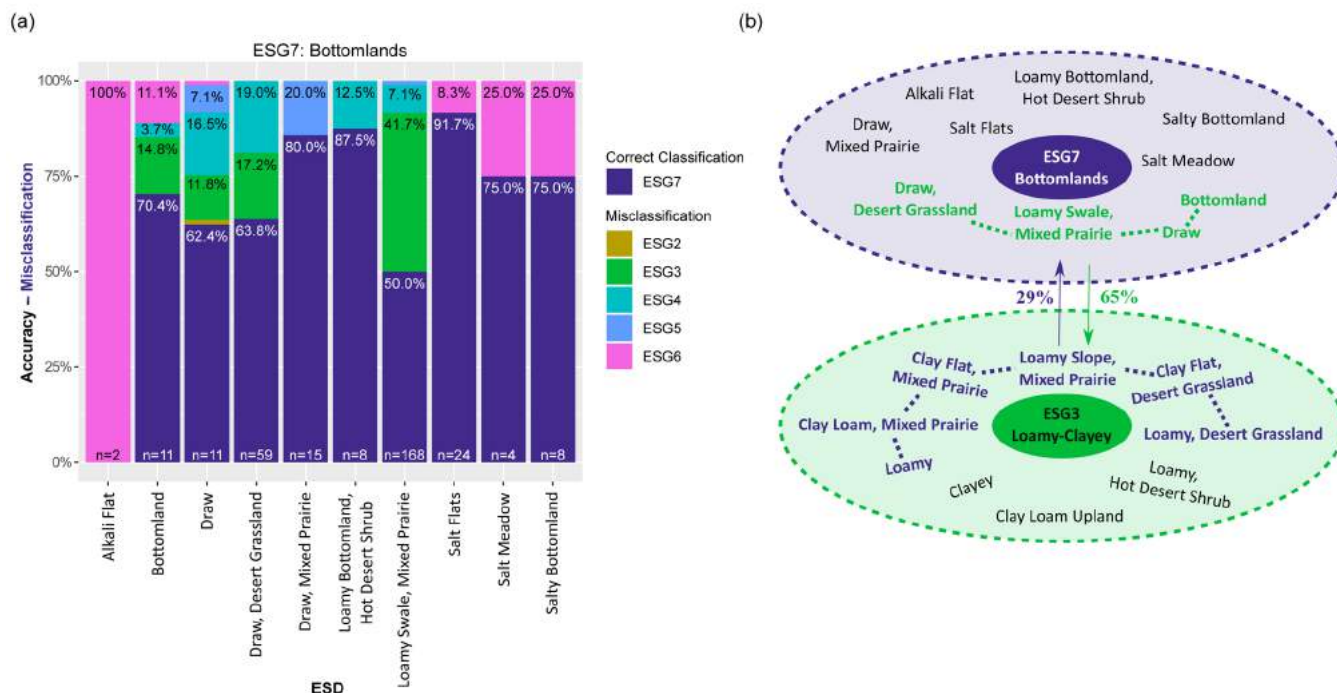 (a)
ESG7: Bottomlands
Accuracy – Misclassification
100%
75%
50%
25%
0%
100%
11.1%
3.7%
14.8%
70.4%
7.1%
16.5%
11.8%
62.4%
19.0%
17.2%
63.8%
20.0%
80.0%
12.5%
87.5%
7.1%
41.7%
50.0%
8.3%
91.7%
25.0%
75.0%
25.0%
75.0%
n=2
n=11
n=11
n=59
n=15
n=8
n=168
n=24
n=4
n=8
Alkali Flat
Bottomland
Draw
Draw, Desert Grassland
Draw, Mixed Prairie
Loamy Bottomland,
Hot Desert Shrub
Loamy Swale, Mixed Prairie
Salt Flats
Salt Meadow
Salty Bottomland
ESD
Correct Classification
ESG7
Misclassification
ESG2
ESG3
ESG4
ESG5
ESG6
(b)
Loamy Bottomland,
Hot Desert Shrub
Alkali Flat
Salty Bottomland
Draw,
Mixed Prairie
Salt Flats
ESG7
Bottomlands
Salt Meadow
Draw,
Desert Grassland
Loamy Swale,
Mixed Prairie
Bottomland
Draw
29%
65%
Clay Flat,
Mixed Prairie
Loamy Slope,
Mixed Prairie
Clay Flat,
Desert Grassland
Clay Loam, Mixed Prairie
ESG3
Loamy-Clayey
Loamy, Desert Grassland
Loamy
Clayey
Loamy,
Hot Desert Shrub
Clay Loam Upland